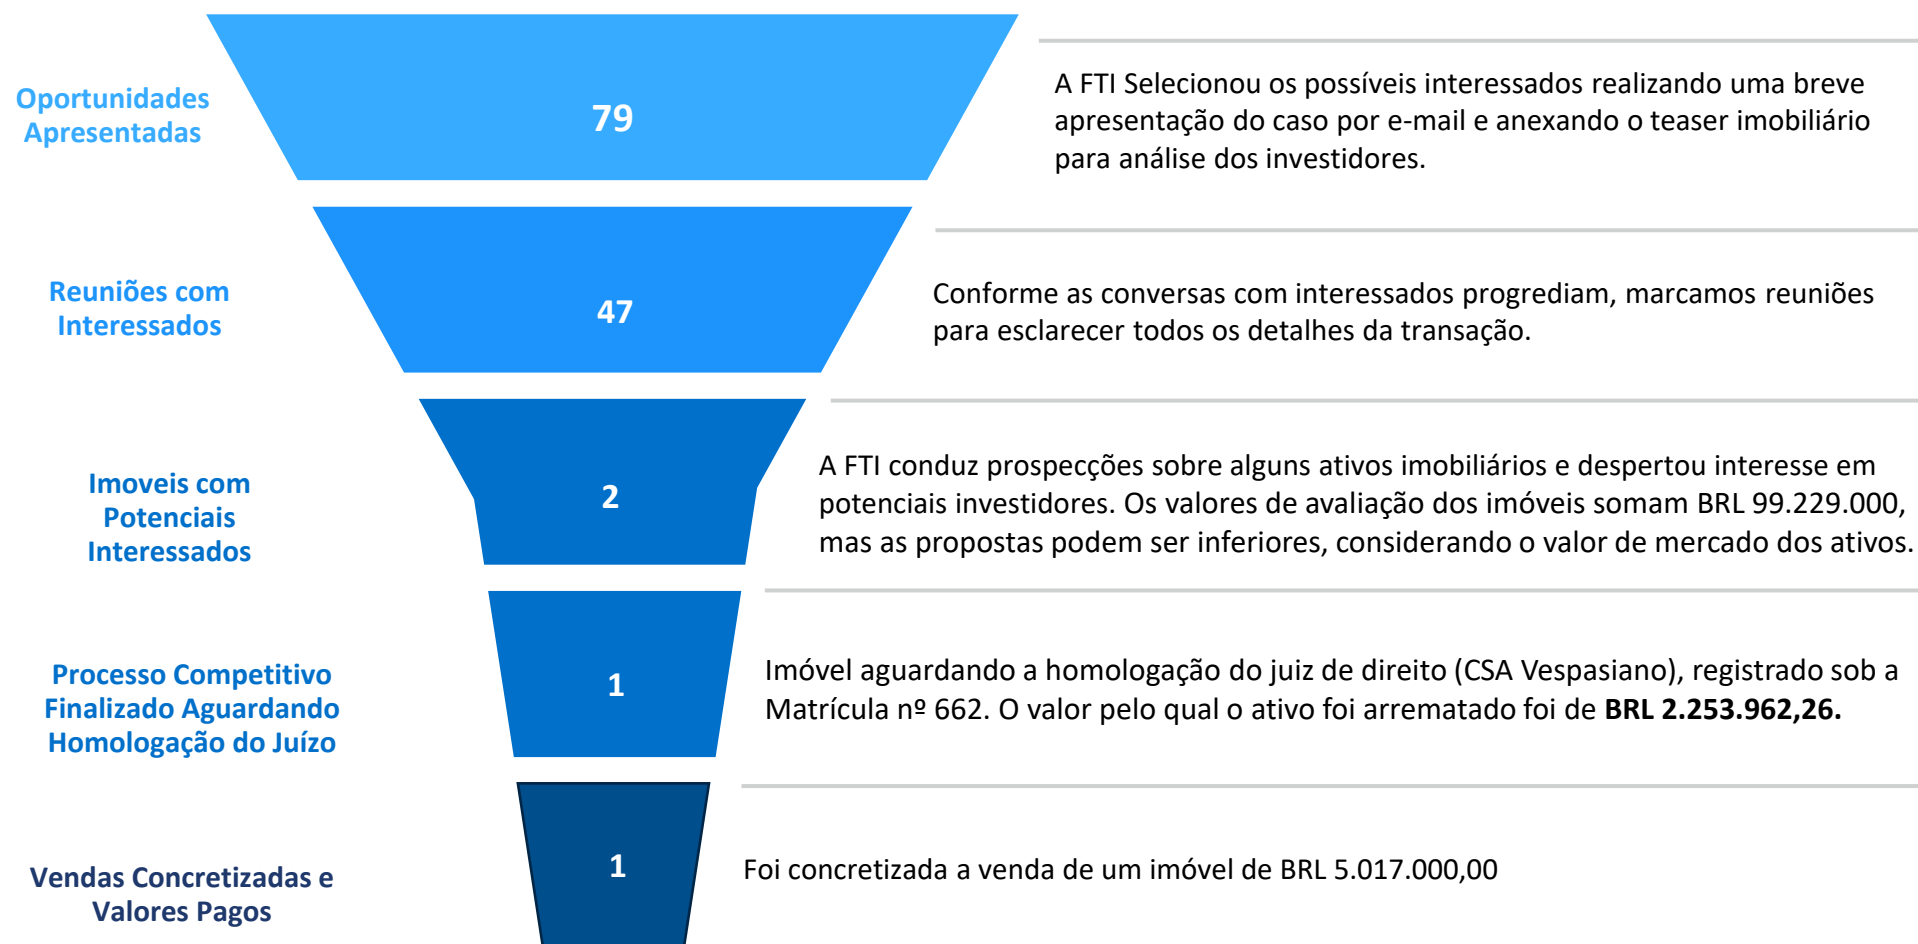 Oportunidades
Apresentadas
79
A FTI Selecionou os possíveis interessados realizando uma breve
apresentação do caso por e-mail e anexando o teaser imobiliário
para análise dos investidores.
Reuniões com
Interessados
47
Conforme as conversas com interessados progrediam, marcamos reuniões
para esclarecer todos os detalhes da transação.
Imoveis com
Potenciais
Interessados
2
A FTI conduz prospecções sobre alguns ativos imobiliários e despertou interesse em
potenciais investidores. Os valores de avaliação dos imóveis somam BRL 99.229.000,
mas as propostas podem ser inferiores, considerando o valor de mercado dos ativos.
Processo Competitivo
Finalizado Aguardando
Homologação do Juízo
1
Imóvel aguardando a homologação do juiz de direito (CSA Vespasiano), registrado sob a
Matrícula nº 662. O valor pelo qual o ativo foi arrematado foi de BRL 2.253.962,26.
Vendas Concretizadas e
Valores Pagos
1
Foi concretizada a venda de um imóvel de BRL 5.017.000,00